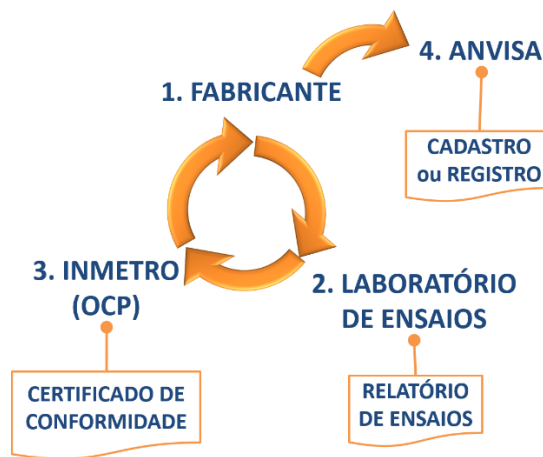 1. FABRICANTE
4. ANVISA
CADASTRO
ou REGISTRO
2. LABORATÓRIO
DE ENSAIOS
RELATÓRIO
DE ENSAIOS
3. INMETRO
(OCP)
CERTIFICADO DE
CONFORMIDADE